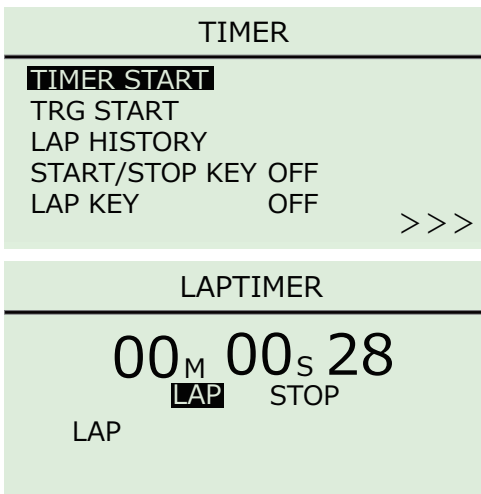 TIMER
TIMER START
TRG START
LAP HISTORY
START/STOP KEY OFF
LAP KEY OFF
>>>
LAPTIMER
00M 00S 28
LAP STOP
LAP